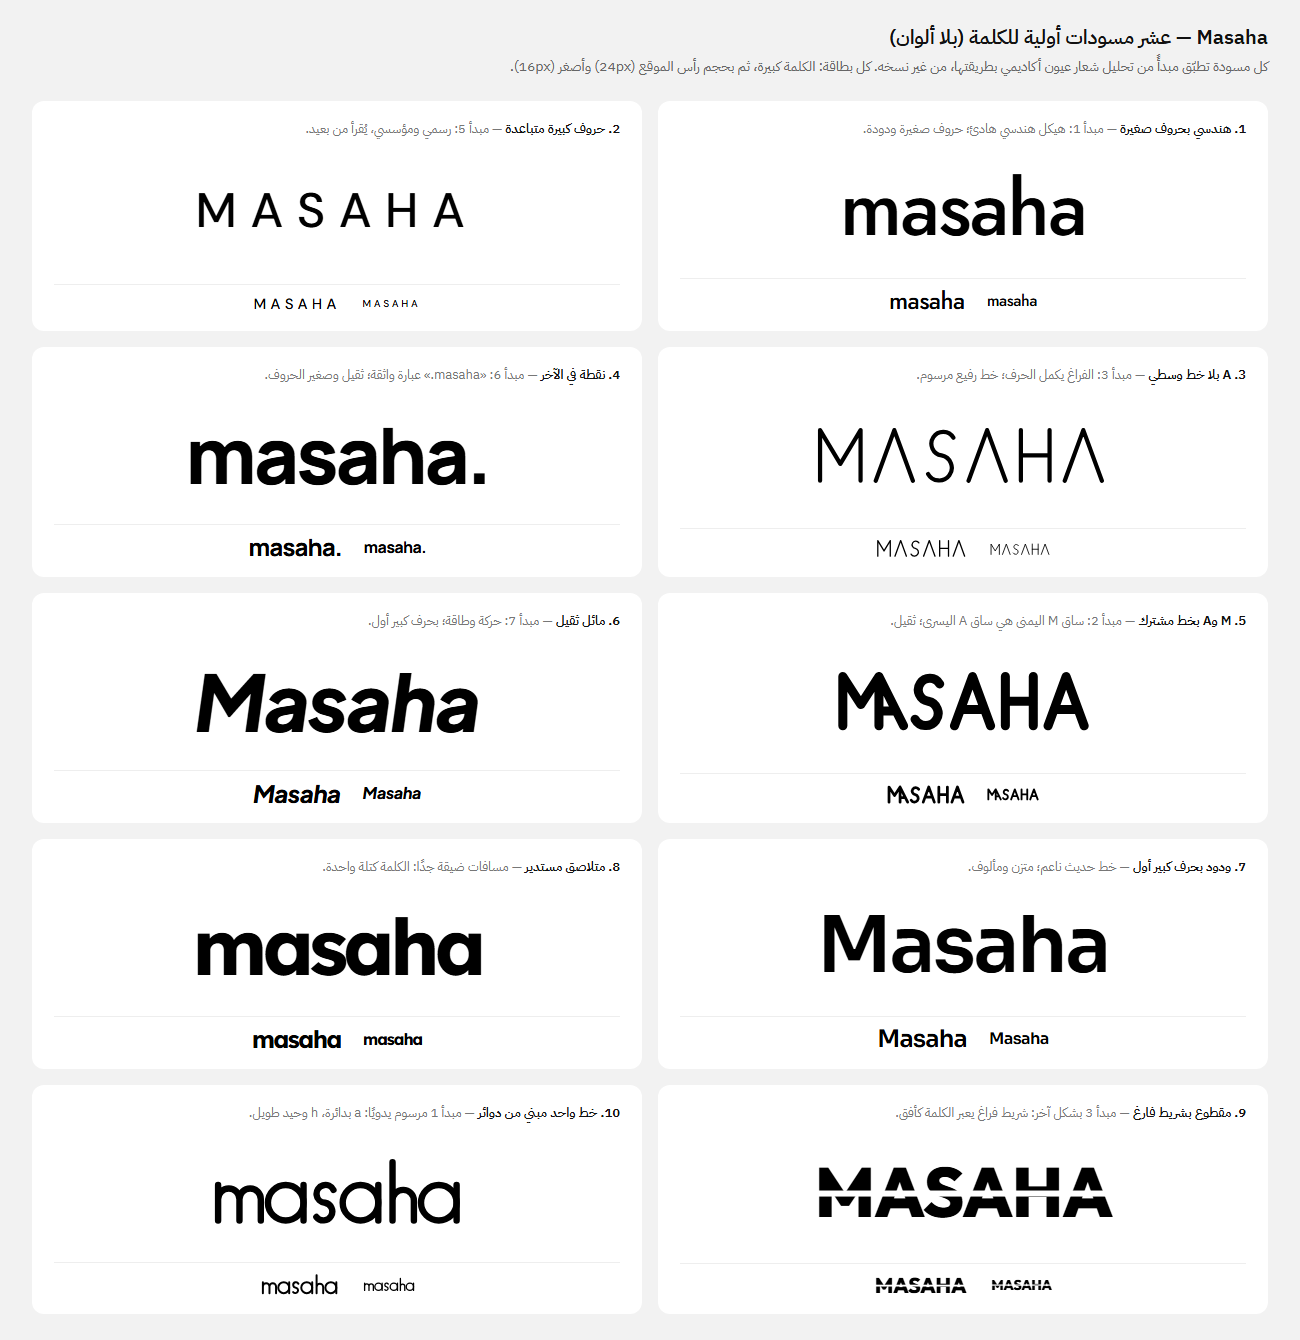 Masaha — عشر مسودات أولية للكلمة (بلا ألوان)
كل مسودة تطبّق مبدأً من تحليل شعار عيون أكاديمي بطريقتها، من غير نسخه. كل بطاقة: الكلمة كبيرة، ثم بحجم رأس الموقع (24px) وأصغر (16px).
1. هندسي بحروف صغيرة — مبدأ 1: هيكل هندسي هادئ؛ حروف صغيرة ودودة.
masaha
masaha masaha
2. حروف كبيرة متباعدة — مبدأ 5: رسمي ومؤسسي، يُقرأ من بعيد.
MASAHA
MASAHA MASAHA
3. A بلا خط وسطي — مبدأ 3: الفراغ يكمل الحرف؛ خط رفيع مرسوم.
MASAHA
MASAHA MASAHA
4. نقطة في الآخر — مبدأ 6: «masaha.» عبارة واثقة؛ ثقيل وصغير الحروف.
masaha.
masaha. masaha.
5. M وA بخط مشترك — مبدأ 2: ساق M اليمنى هي ساق A اليسرى؛ ثقيل.
MASAHA
MASAHA MASAHA
6. مائل ثقيل — مبدأ 7: حركة وطاقة؛ بحرف كبير أول.
Masaha
Masaha Masaha
7. ودود بحرف كبير أول — خط حديث ناعم؛ متزن ومألوف.
Masaha
Masaha Masaha
8. متلاصق مستدير — مسافات ضيقة جدًا: الكلمة كتلة واحدة.
masaha
masaha masaha
9. مقطوع بشريط فارغ — مبدأ 3 بشكل آخر: شريط فراغ يعبر الكلمة كأفق.
MASAHA
MASAHA MASAHA
10. خط واحد مبني من دوائر — مبدأ 1 مرسوم يدويًا: a بدائرة، h وحيد طويل.
masaha
masaha masaha